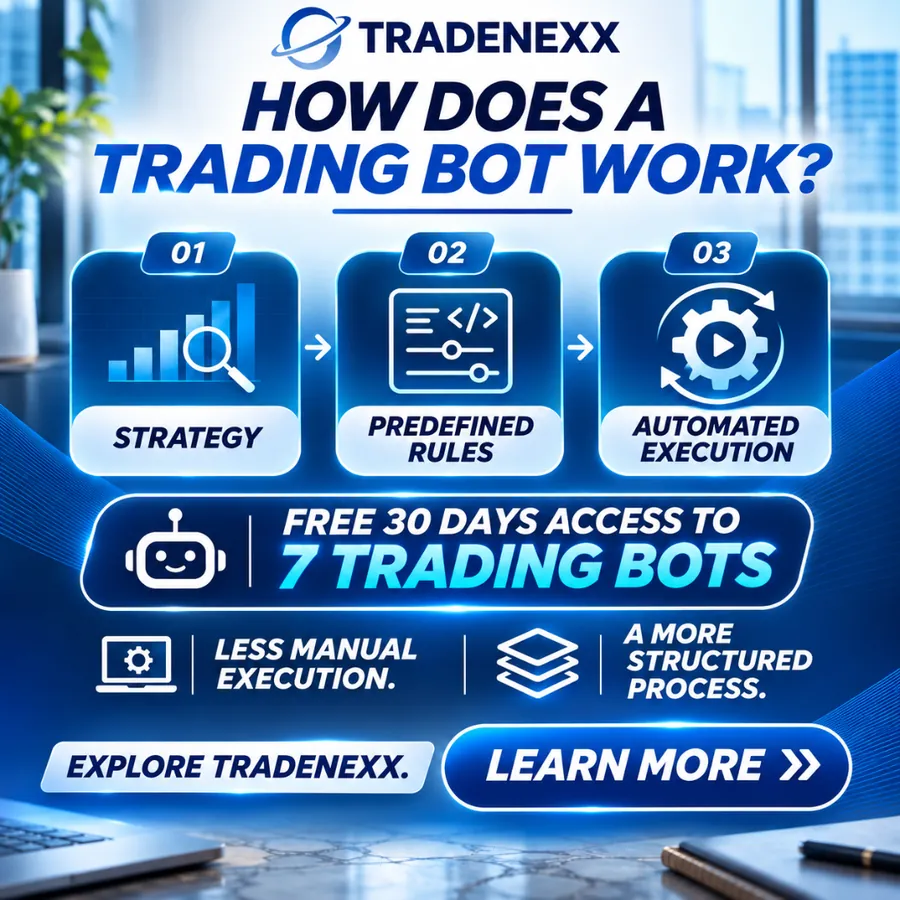 TRADENEXX
HOW DOES A
TRADING BOT WORK?
01
STRATEGY
02
</>
PREDEFINED
RULES
03
AUTOMATED
EXECUTION
FREE 30 DAYS ACCESS TO
7 TRADING BOTS
LESS MANUAL
EXECUTION.
A MORE
STRUCTURED
PROCESS.
EXPLORE TRADENEXX.
LEARN MORE »